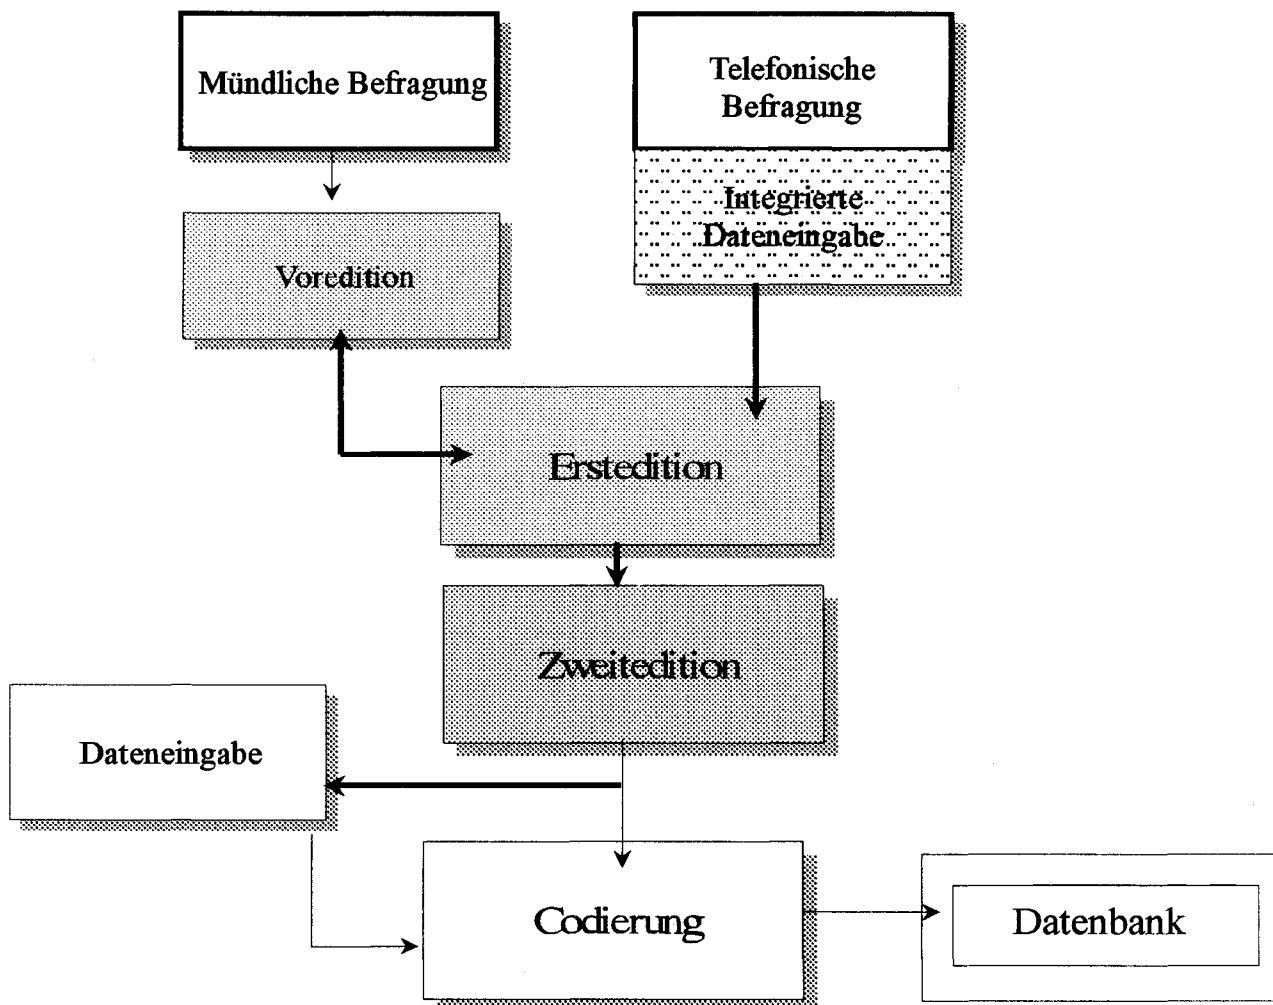 Mündliche Befragung
Telefonische
Befragung
Integrierte
Dateneingabe
Voredition
Erstedition
Zweitedition
Dateneingabe
Codierung
Datenbank